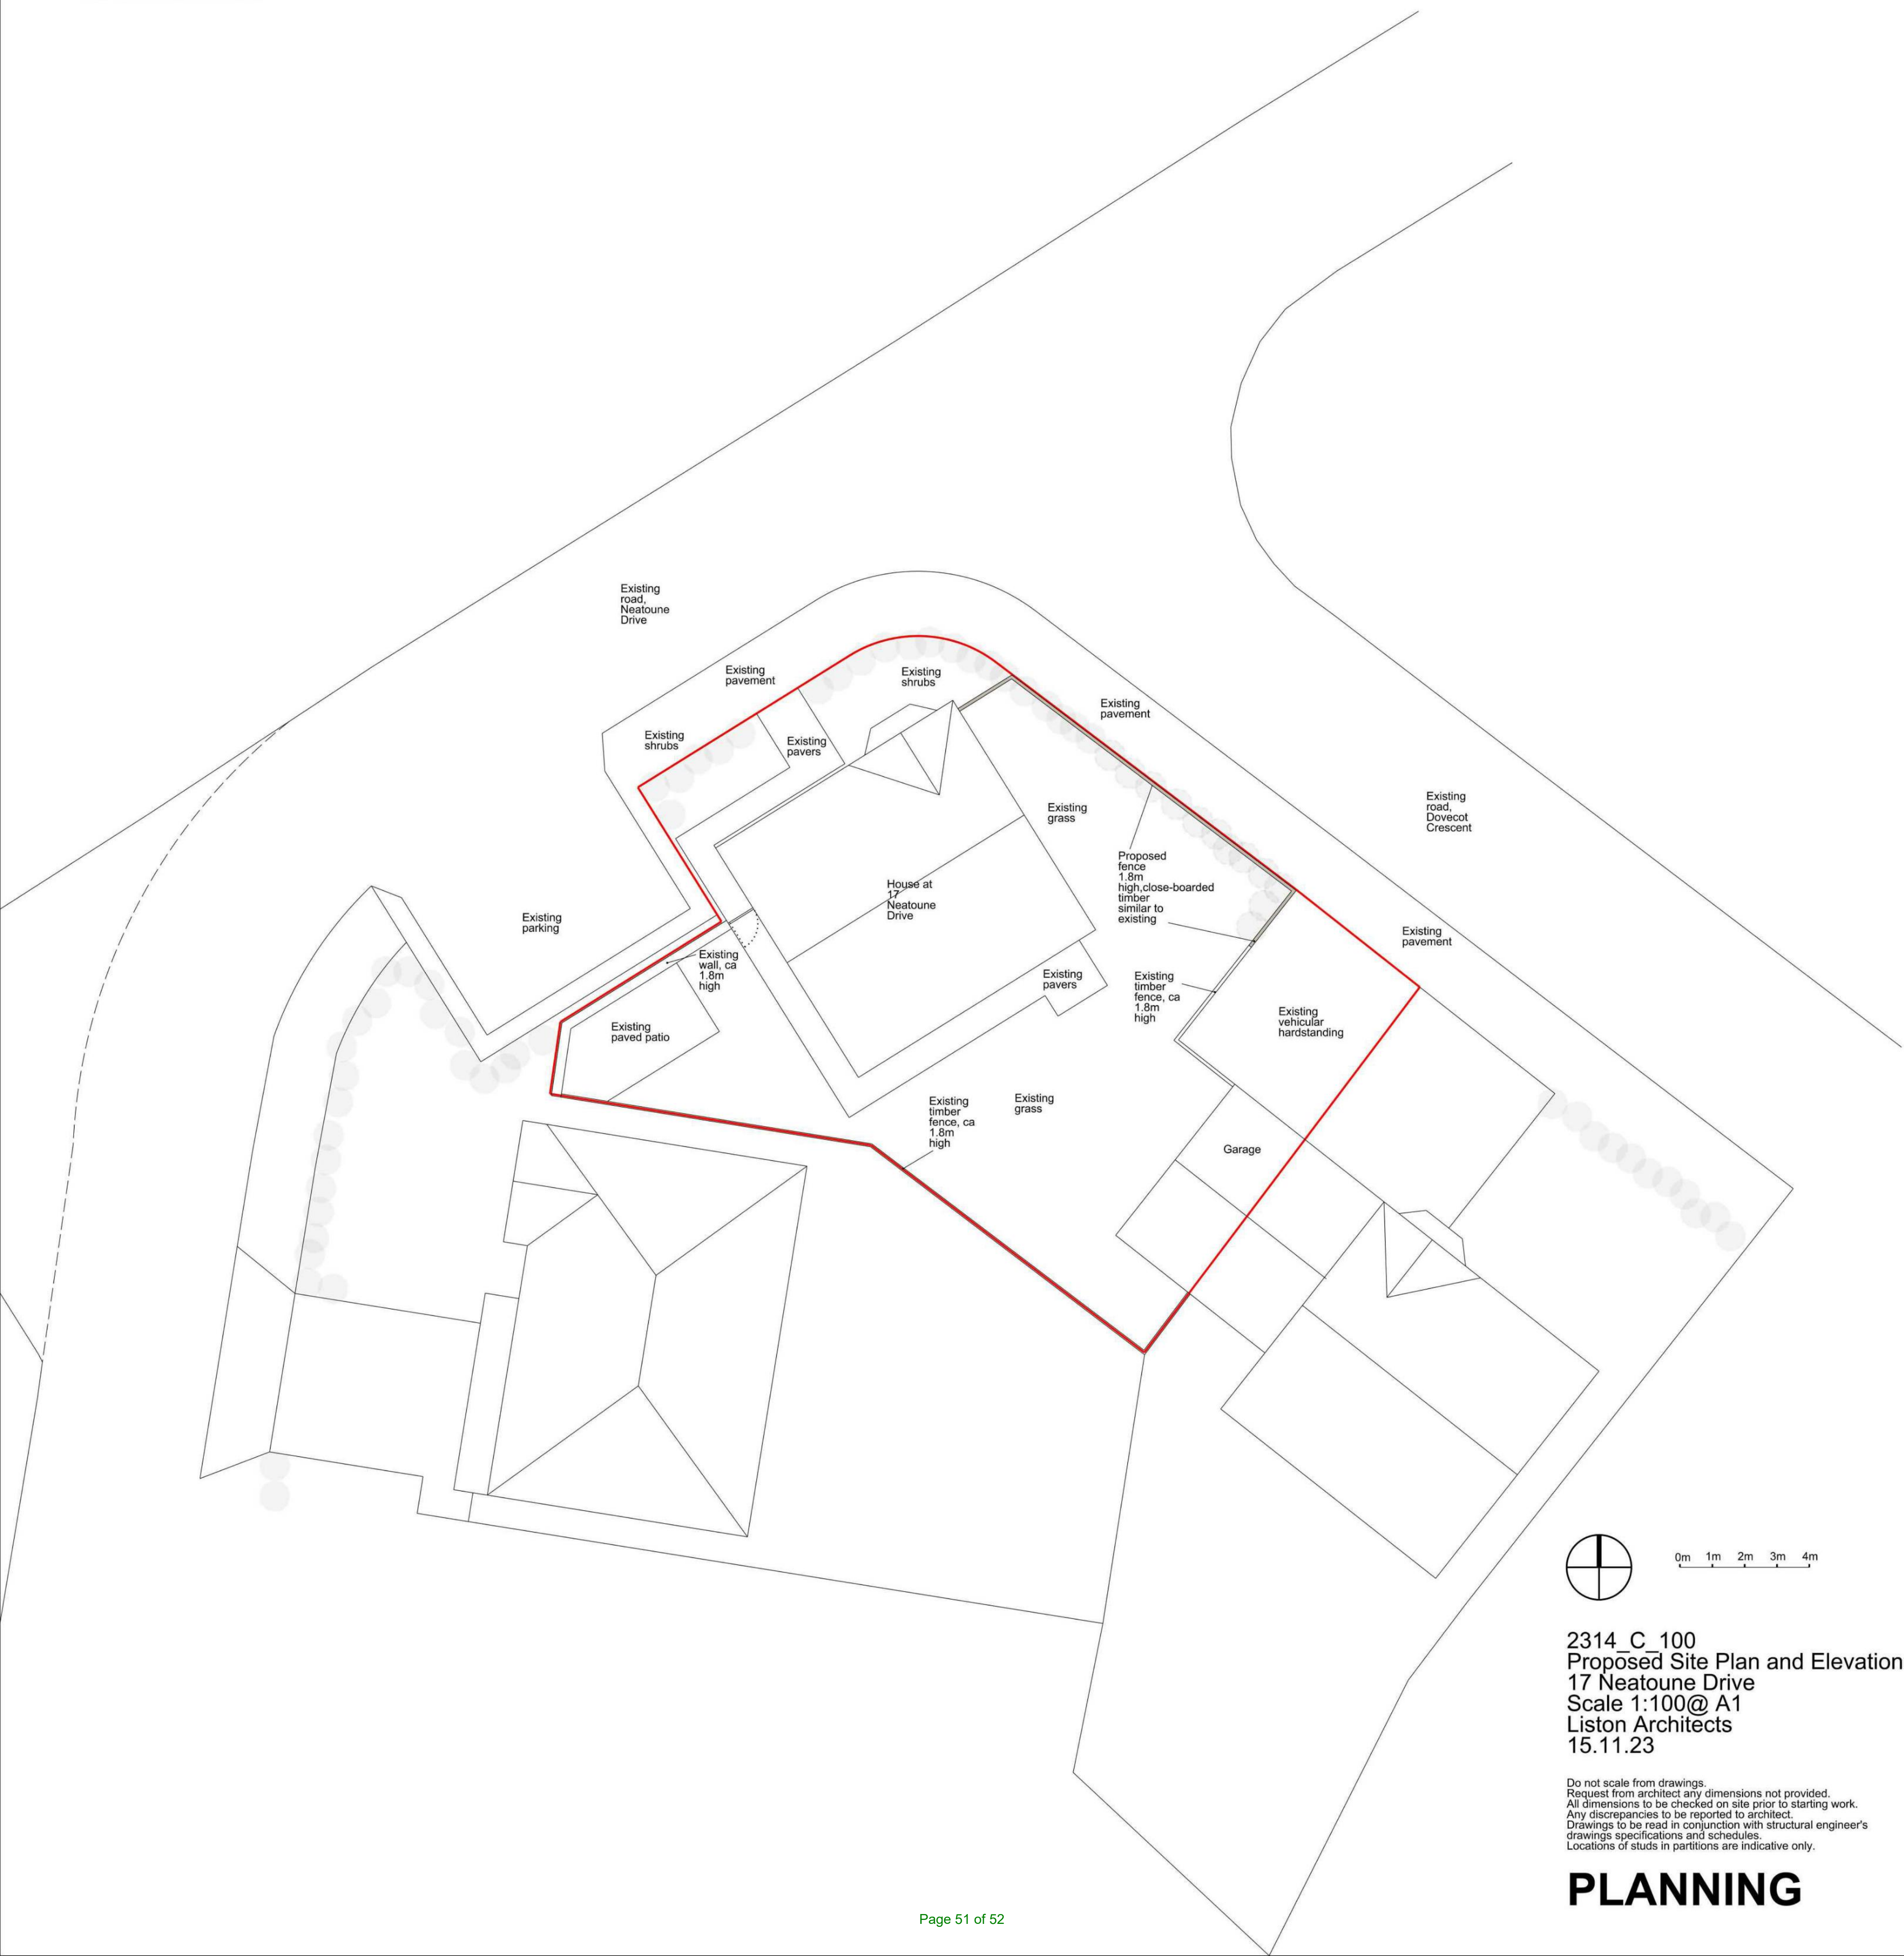 Existing
road,
Neatoune
Drive
Existing
pavement
Existing
shrubs
Existing
shrubs
Existing
pavers
Existing
pavement
Existing
grass
Existing
road,
Dovecot
Crescent
Proposed
fence
1.8m
high,close-boarded
timber
similar to
existing
House at
17
Neatoune
Drive
Existing
parking
Existing
pavement
Existing
wall, ca
1.8m
high
Existing
pavers
Existing
timber
fence, ca
1.8m
high
Existing
vehicular
hardstanding
Existing
paved patio
Existing
timber
fence, ca
1.8m
high
Existing
grass
Garage
0m 1m 2m 3m 4m
2314_C_100
Proposed Site Plan and Elevation
17 Neatoune Drive
Scale 1:100@ A1
Liston Architects
15.11.23
Do not scale from drawings.
Request from architect any dimensions not provided.
All dimensions to be checked on site prior to starting work.
Any discrepancies to be reported to architect.
Drawings to be read in conjunction with structural engineer's
drawings specifications and schedules.
Locations of studs in partitions are indicative only.
PLANNING
Page 51 of 52